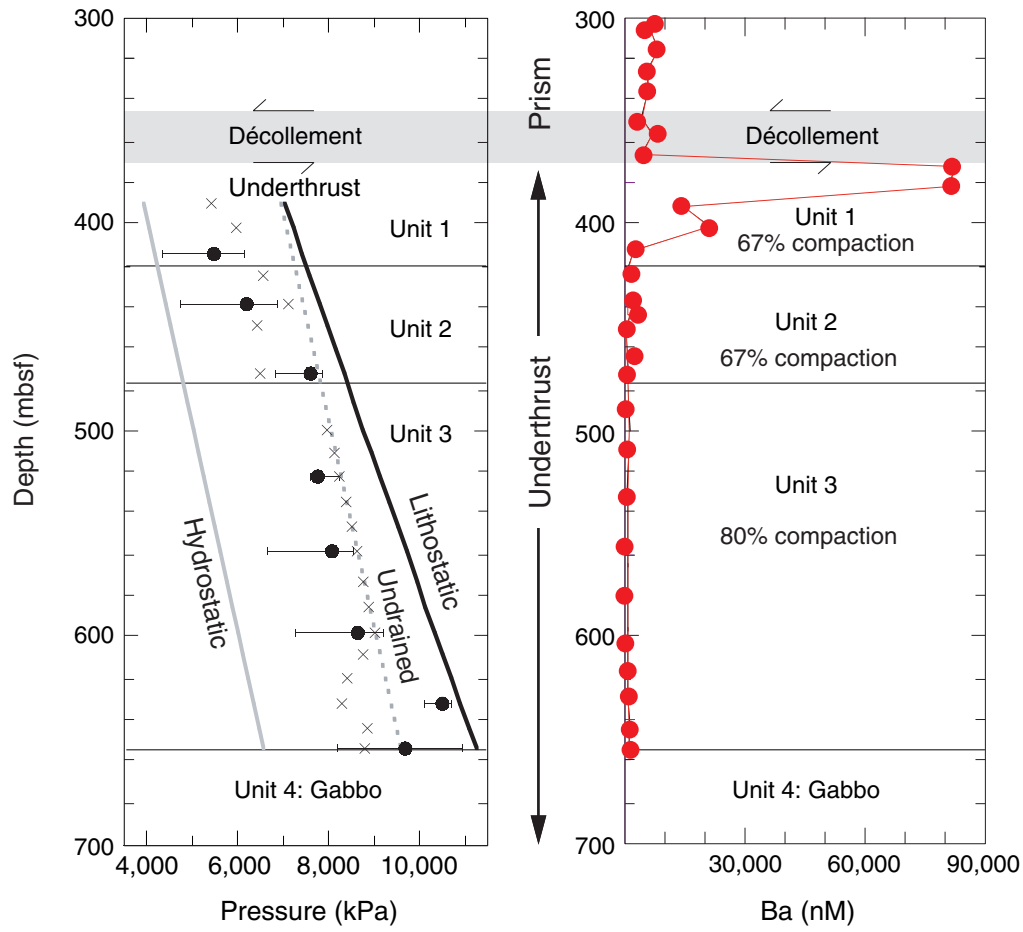 300
400
500
600
700
Depth (mbsf)
Décollement
Underthrust
Unit 1
Unit 2
Unit 3
Hydrostatic
Undrained
Lithostatic
Unit 4: Gabbo
4,000
6,000
8,000
10,000
Pressure (kPa)
Prism
Underthrust
300
400
500
600
700
Décollement
Unit 1
67% compaction
Unit 2
67% compaction
Unit 3
80% compaction
Unit 4: Gabbo
30,000
60,000
90,000
Ba (nM)